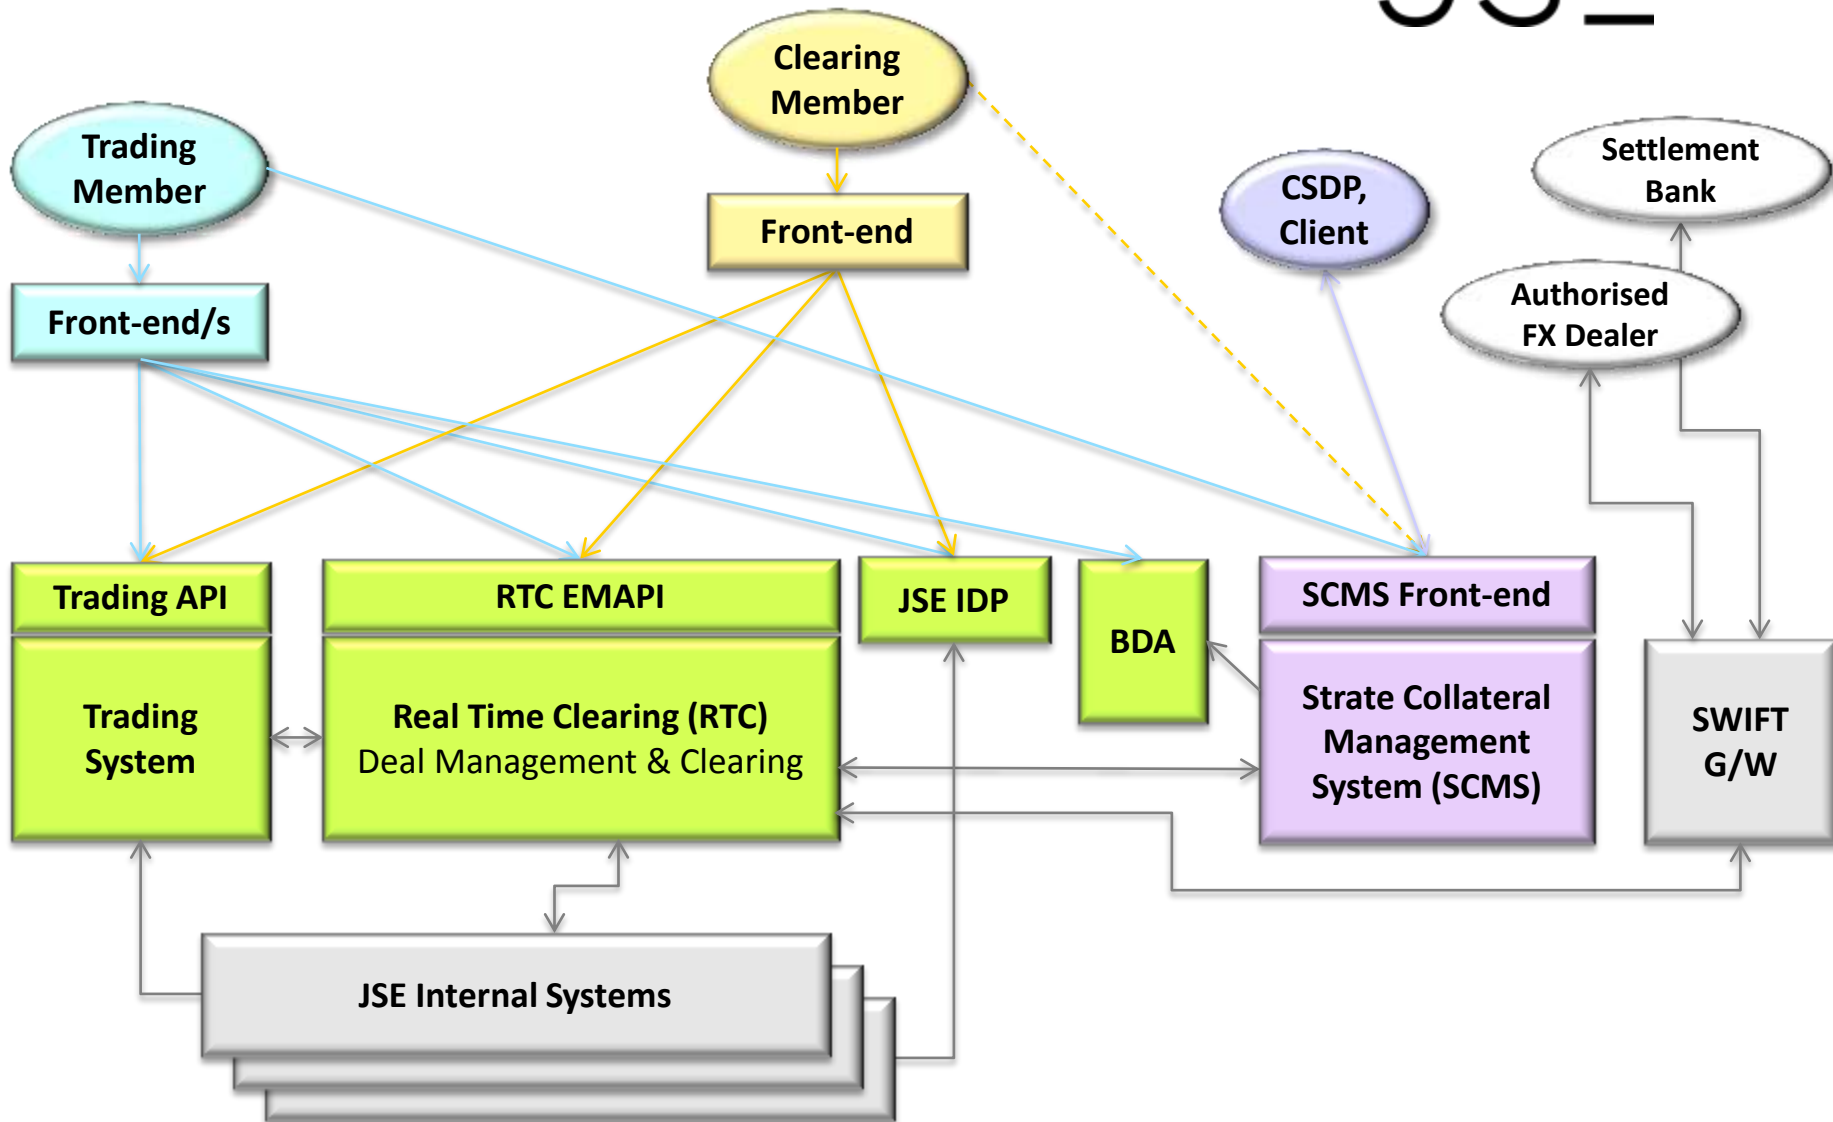 Clearing
Member
Trading
Member
Settlement
Bank
CSDP,
Client
Front-end
Authorised
FX Dealer
Front-end/s
Trading API
RTC EMAPI
JSE IDP
BDA
SCMS Front-end
Trading
System
Real Time Clearing (RTC)
Deal Management & Clearing
Strate Collateral
Management
System (SCMS)
SWIFT
G/W
JSE Internal Systems